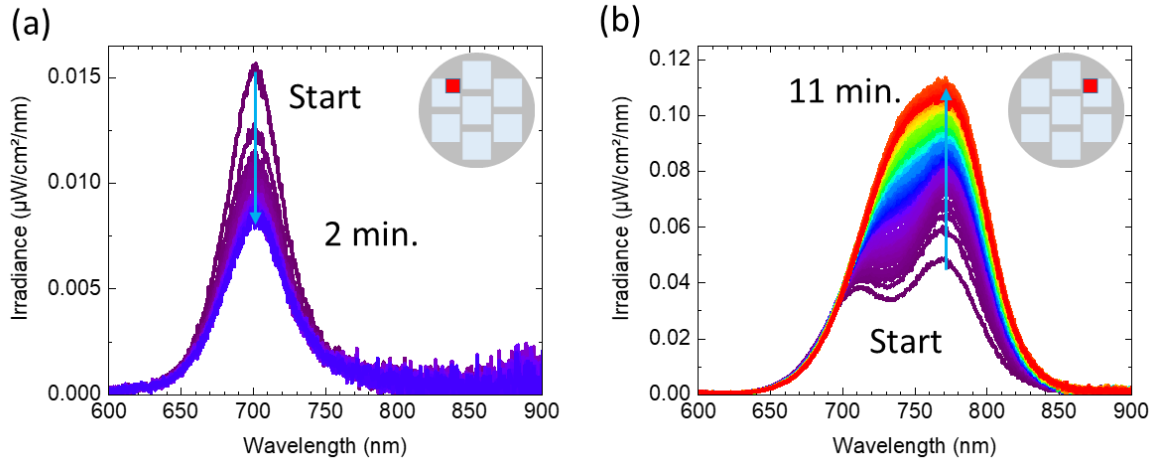 (a)
0.015
0.010
0.005
0.000
Irradiance (µW/cm²/nm)
Start
2 min.
600 650 700 750 800 850 900
Wavelength (nm)
(b)
0.12
0.10
0.08
0.06
0.04
0.02
0.00
Irradiance (µW/cm²/nm)
11 min.
Start
600 650 700 750 800 850 900
Wavelength (nm)